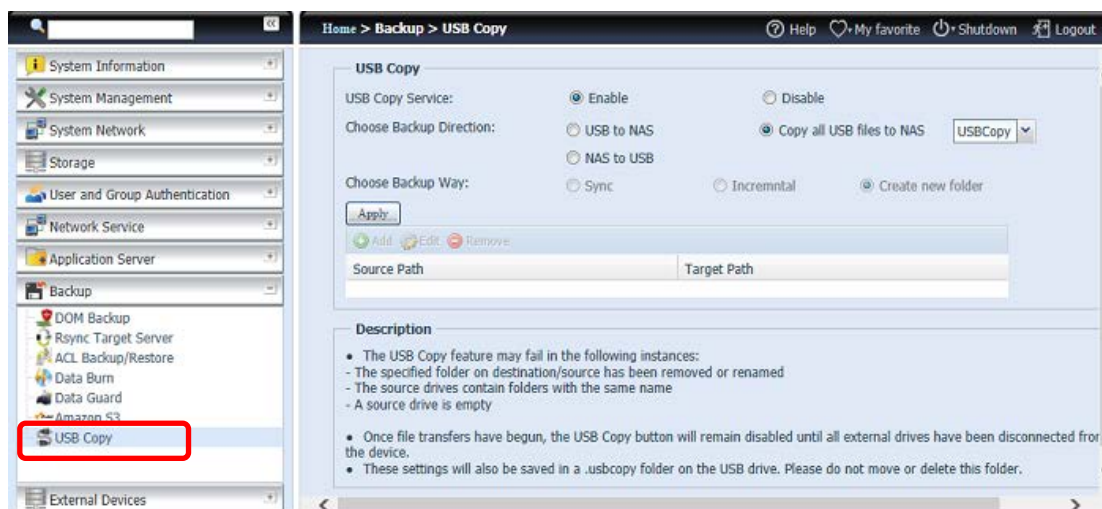 Home > Backup > USB Copy
Help My favorite Shutdown Logout
System Information
System Management
System Network
Storage
User and Group Authentication
Network Service
Application Server
Backup
DOM Backup
Rsync Target Server
ACL Backup/Restore
Data Burn
Data Guard
Amazon S3
USB Copy
External Devices
USB Copy
USB Copy Service: Enable Disable
Choose Backup Direction: USB to NAS Copy all USB files to NAS USBCopy
NAS to USB
Choose Backup Way: Sync Incremntal Create new folder
Apply
Add Edit Remove
Source Path Target Path
Description
• The USB Copy feature may fail in the following instances:
- The specified folder on destination/source has been removed or renamed
- The source drives contain folders with the same name
- A source drive is empty
• Once file transfers have begun, the USB Copy button will remain disabled until all external drives have been disconnected fror
the device.
• These settings will also be saved in a .usbcopy folder on the USB drive. Please do not move or delete this folder.